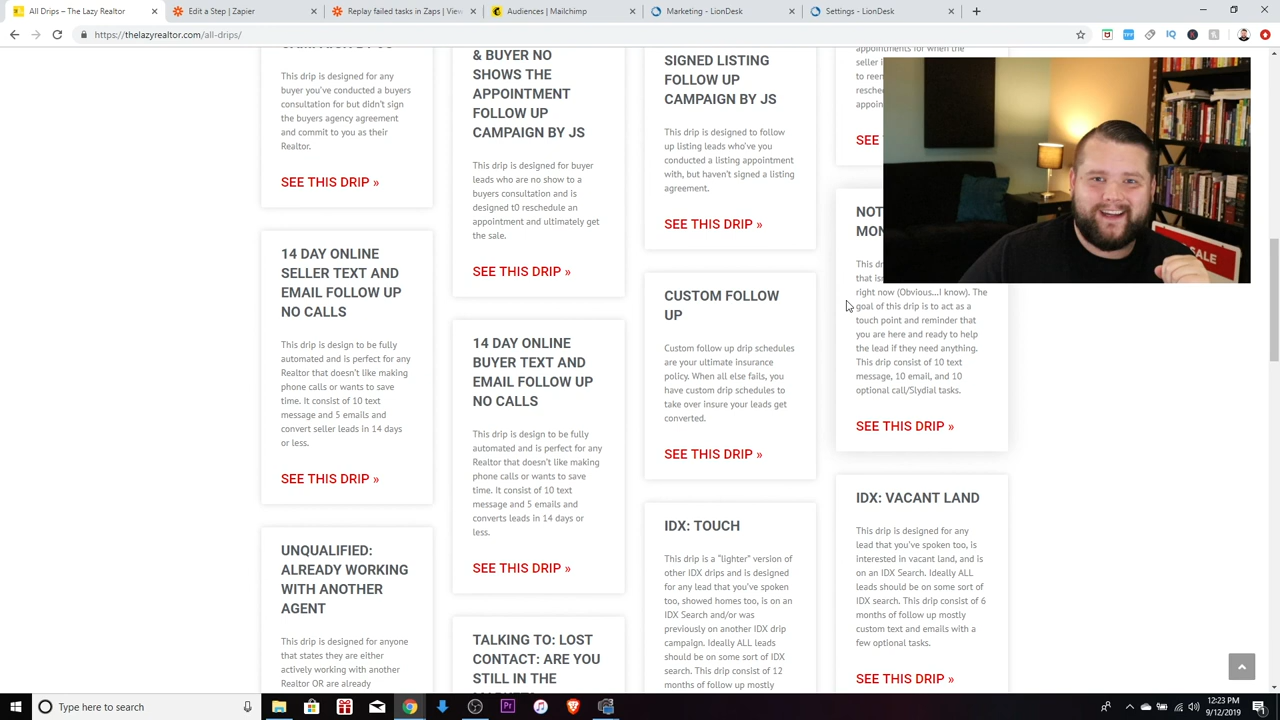 All Drips - The Lazy Realtor
Edit a Step | Zapier
Replay failed tasks in Zaps | View
Audiences | Mailchimp
Marketing - LionDesk
Settings - LionDesk
https://thelazyrealtor.com/all-drips/
This drip is designed for any
buyer you've conducted a buyers
consultation for but didn't sign
the buyers agency agreement
and commit to you as their
Realtor.
SEE THIS DRIP »
14 DAY ONLINE
SELLER TEXT AND
EMAIL FOLLOW UP
NO CALLS
This drip is design to be fully
automated and is perfect for any
Realtor that doesn't like making
phone calls or wants to save
time. It consist of 10 text
message and 5 emails and
convert seller leads in 14 days
or less.
SEE THIS DRIP »
UNQUALIFIED:
ALREADY WORKING
WITH ANOTHER
AGENT
This drip is designed for anyone
that states they are either
actively working with another
Realtor OR are already
& BUYER NO
SHOWS THE
APPOINTMENT
FOLLOW UP
CAMPAIGN BY JS
This drip is designed for buyer
leads who are no show to a
buyers consultation and is
designed t0 reschedule an
appointment and ultimately get
the sale.
SEE THIS DRIP »
14 DAY ONLINE
BUYER TEXT AND
EMAIL FOLLOW UP
NO CALLS
This drip is design to be fully
automated and is perfect for any
Realtor that doesn't like making
phone calls or wants to save
time. It consist of 10 text
message and 5 emails and
converts leads in 14 days or
less.
SEE THIS DRIP »
TALKING TO: LOST
CONTACT: ARE YOU
STILL IN THE
SIGNED LISTING
FOLLOW UP
CAMPAIGN BY JS
This drip is designed to follow
up listing leads who've you
conducted a listing appointment
with, but haven't signed a listing
agreement.
SEE THIS DRIP »
CUSTOM FOLLOW
UP
Custom follow up drip schedules
are your ultimate insurance
policy. When all else fails, you
have custom drip schedules to
take over insure your leads get
converted.
SEE THIS DRIP »
IDX: TOUCH
This drip is a "lighter" version of
other IDX drips and is designed
for any lead that you've spoken
too, showed homes too, is on an
IDX Search and/or was
previously on another IDX drip
campaign. Ideally ALL leads
should be on some sort of IDX
search. This drip consist of 12
months of follow up mostly
appointments for when the
SEE
NOT
right now (Obvious...I know). The
goal of this drip is to act as a
touch point and reminder that
you are here and ready to help
the lead if they need anything.
This drip consist of 10 text
message, 10 email, and 10
optional call/Slydial tasks.
SEE THIS DRIP »
IDX: VACANT LAND
This drip is designed for any
lead that you've spoken too, is
interested in vacant land, and is
on an IDX Search. Ideally ALL
leads should be on some sort of
IDX search. This drip consist of 6
months of follow up mostly
custom text and emails with a
few optional tasks.
SEE THIS DRIP »
Type here to search
12:23 PM
9/12/2019